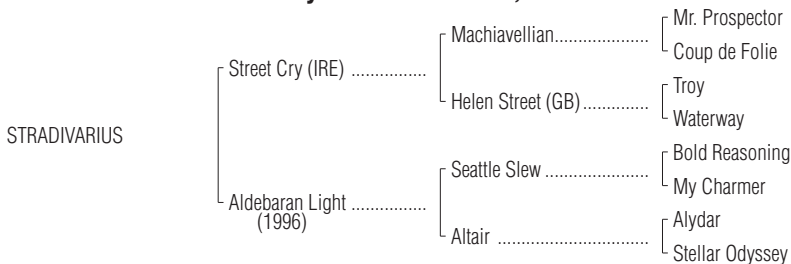 Mr. Prospector
Machiavellian....................
Coup de Folie
Street Cry (IRE) ................
Troy
Helen Street (GB)..............
Waterway
STRADIVARIUS
Bold Reasoning
Seattle Slew ......................
My Charmer
Aldebaran Light ................
(1996)
Alydar
Altair ................................
Stellar Odyssey